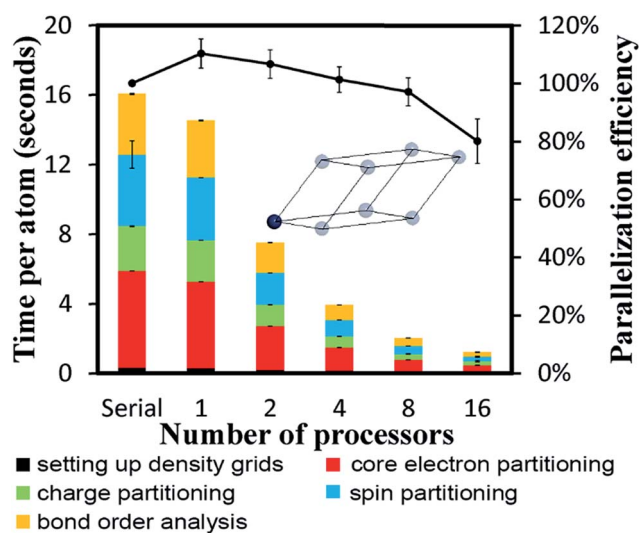 Time per atom (seconds)
20
16
12
8
4
0
120%
100%
80%
60%
40%
20%
0%
Parallelization efficiency
Serial 1 2 4 8 16
Number of processors
setting up density grids core electron partitioning
charge partitioning spin partitioning
bond order analysis